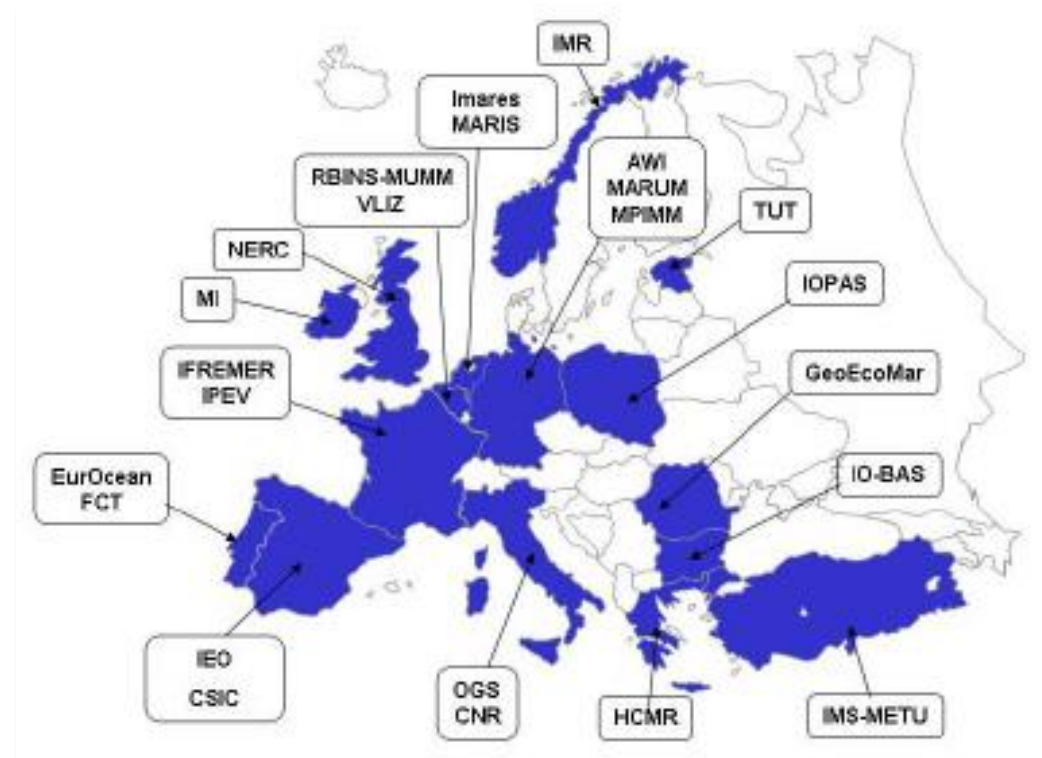 IMR
Imares
MARIS
AWI
MARUM
MPIMM
RBINS-MUMM
VLIZ
TUT
NERC
IOPAS
MI
GeoEcoMar
IFREMER
IPEV
IO-BAS
EurOcean
FCT
IEO
CSIC
OGS
CNR
HCMR
IMS-METU